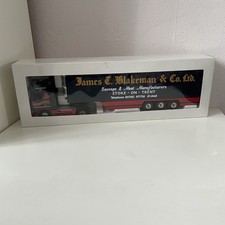 James C. Blakeman & Co. Ltd.
Sausage & Meat Manufacturers
STOKE - ON - TRENT